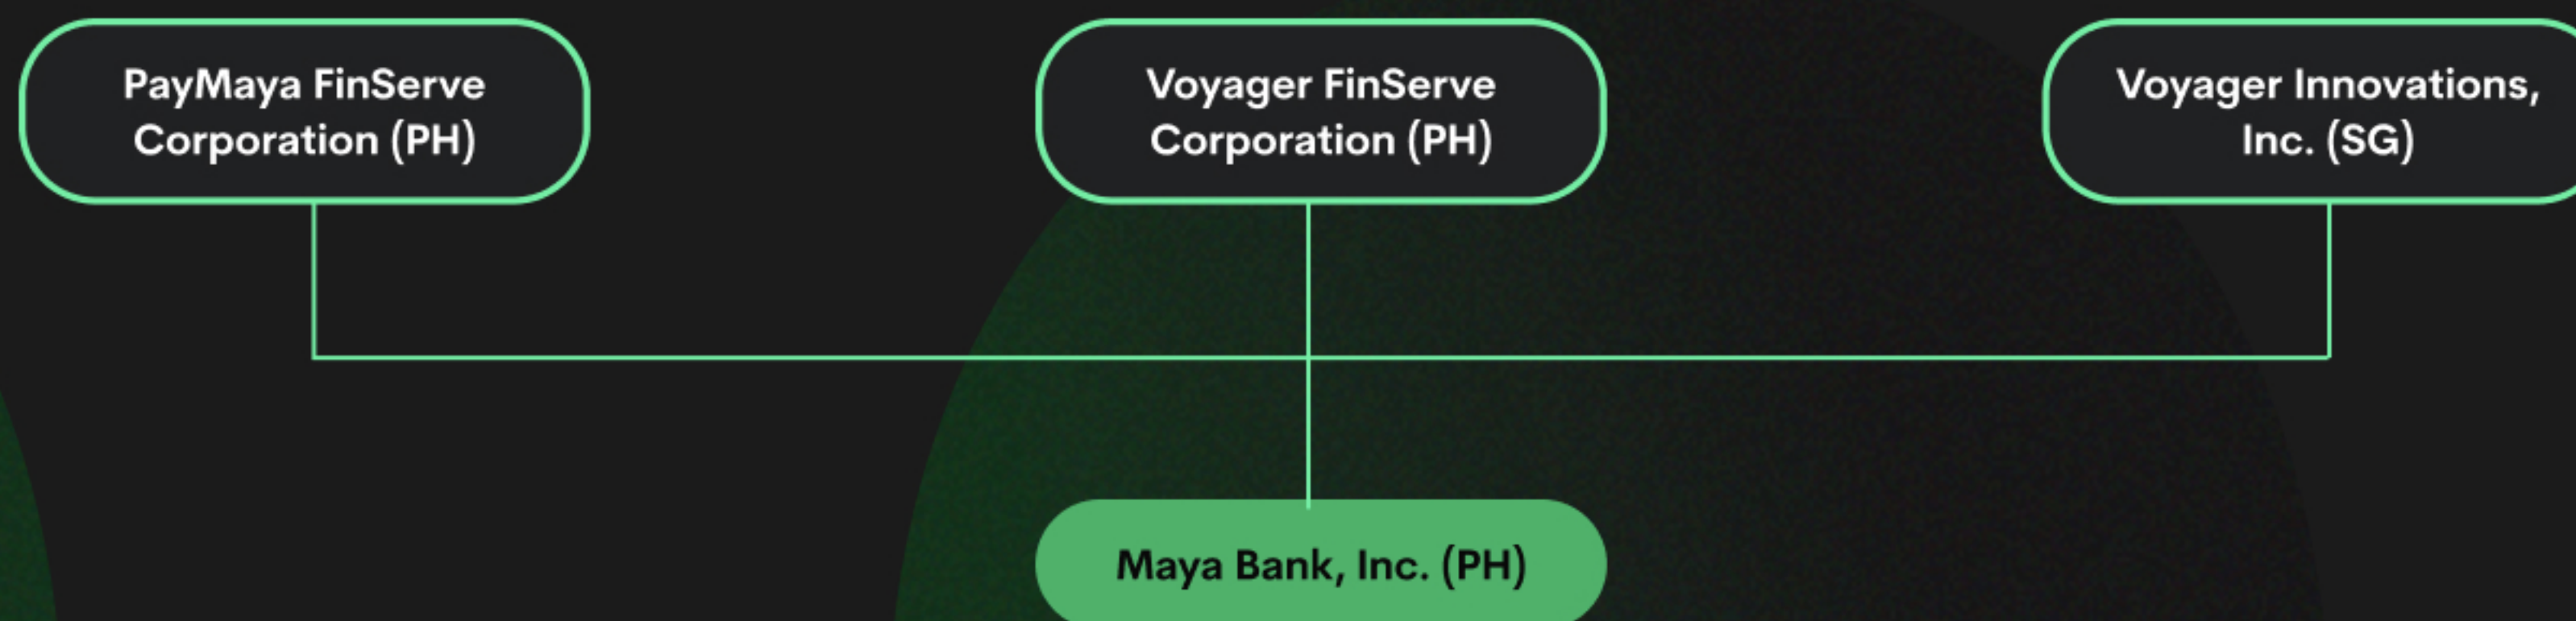 PayMaya FinServe
Corporation (PH)
Voyager FinServe
Corporation (PH)
Voyager Innovations,
Inc. (SG)
Maya Bank, Inc. (PH)